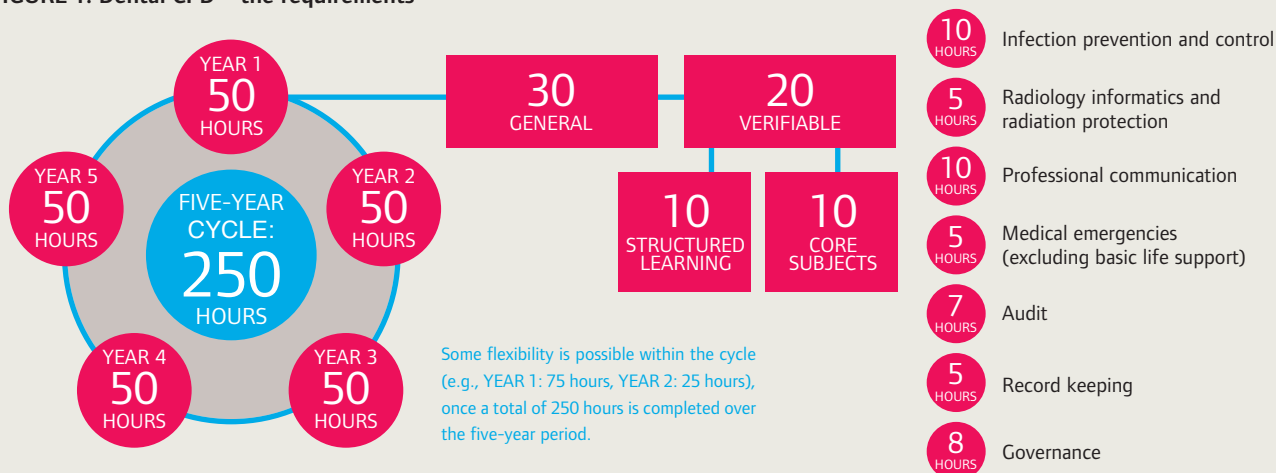 FIGURE 1: Dental CPD – the requirements
YEAR 1
50
HOURS
YEAR 2
50
HOURS
YEAR 3
50
HOURS
YEAR 4
50
HOURS
YEAR 5
50
HOURS
FIVE-YEAR
CYCLE:
250
HOURS
30
GENERAL
20
VERIFIABLE
10
STRUCTURED
LEARNING
10
CORE
SUBJECTS
Some flexibility is possible within the cycle
(e.g., YEAR 1: 75 hours, YEAR 2: 25 hours),
once a total of 250 hours is completed over
the five-year period.
10
HOURS
Infection prevention and control
5
HOURS
Radiology informatics and
radiation protection
10
HOURS
Professional communication
5
HOURS
Medical emergencies
(excluding basic life support)
7
HOURS
Audit
5
HOURS
Record keeping
8
HOURS
Governance